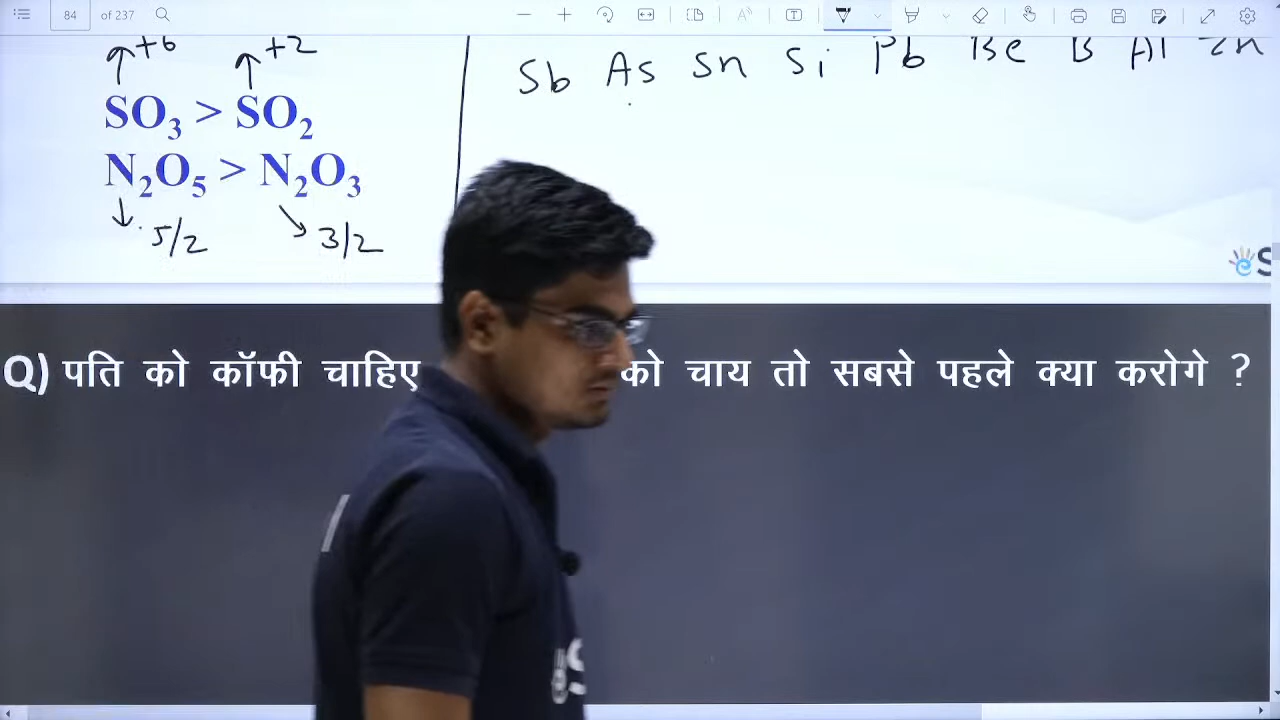 84 of 237
+6 +2
SO₃ > SO₂
N₂O₅ > N₂O₃
5/2 3/2
Sb As Sn Si Pb Be B Al Zn
Q) पति को कॉफी चाहिए को चाय तो सबसे पहले क्या करोगे ?